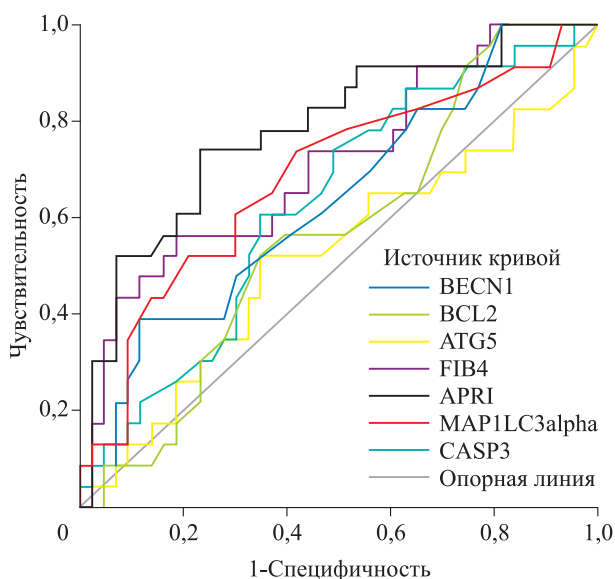 1,0
0,8
0,6
0,4
0,2
0
0,2
0,4
0,6
0,8
1,0
Чувствительность
1-Специфичность
Источник кривой
BECN1
BCL2
ATG5
FIB4
APRI
MAP1LC3alpha
CASP3
Опорная линия